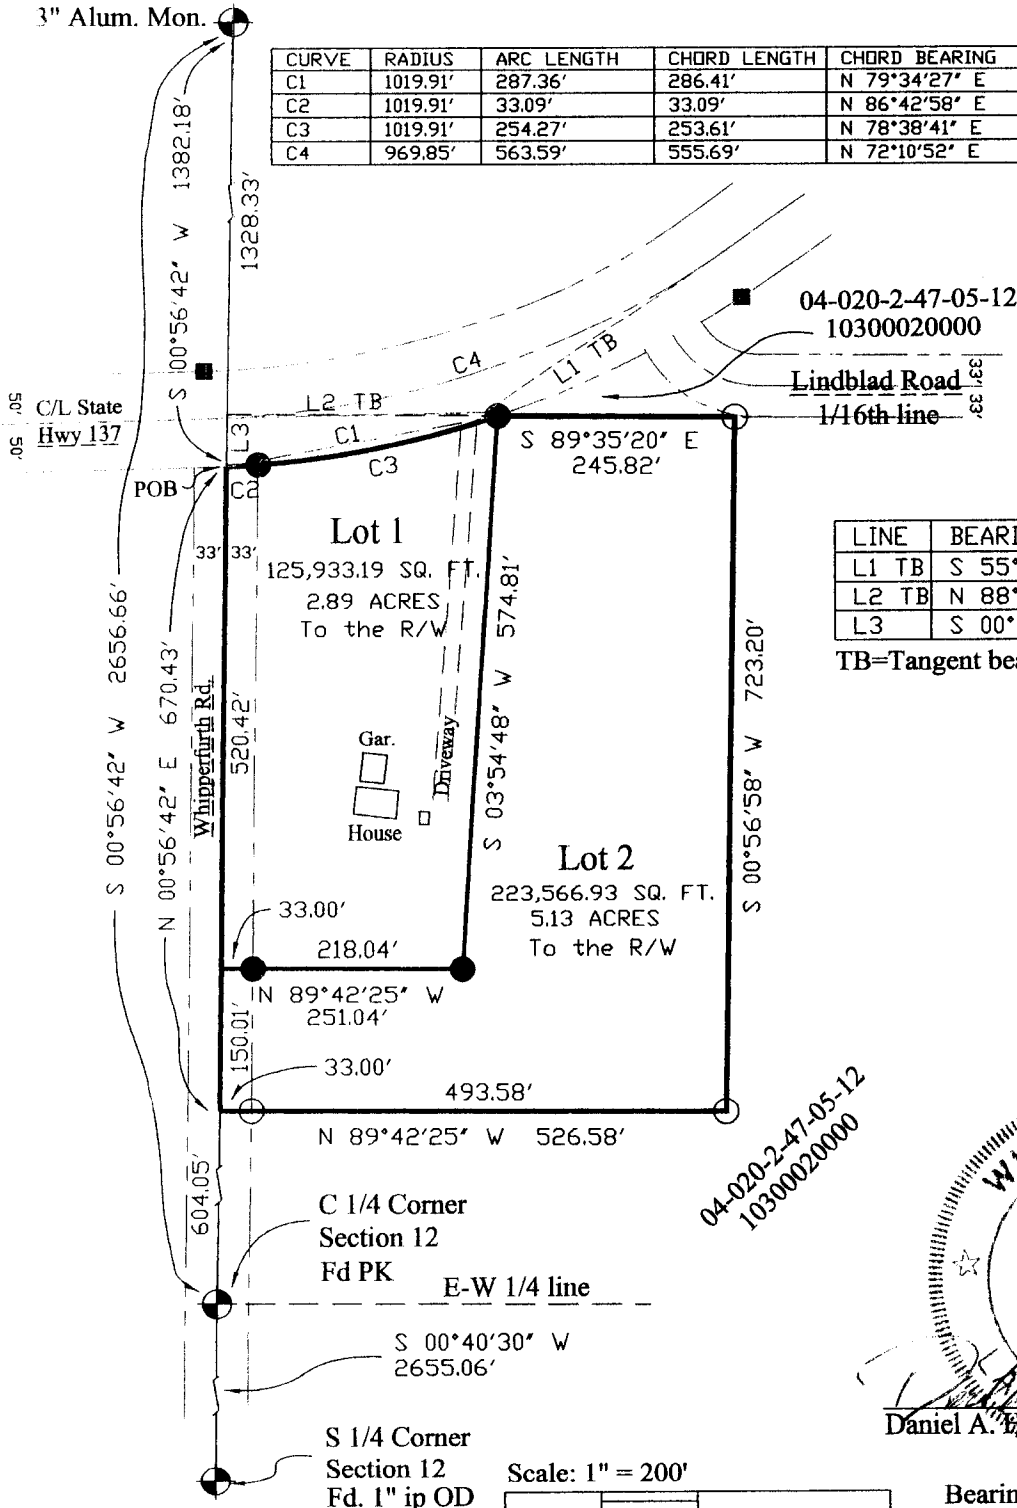 3" Alum. Mon.
CURVE RADIUS ARC LENGTH CHORD LENGTH CHORD BEARING
C1 1019.91' 287.36' 286.41' N 79°34'27" E
C2 1019.91' 33.09' 33.09' N 86°42'58" E
C3 1019.91' 254.27' 253.61' N 78°38'41" E
C4 969.85' 563.59' 555.69' N 72°10'52" E
S 00°56'42" W 1382.18'
1328.33'
04-020-2-47-05-12
10300020000
C4
L1 TB
Lindblad Road
1/16th line
33'
33'
50'
50'
C/L State
Hwy 137
L2 TB
L3
C1
C3
C2
S 89°35'20" E
245.82'
POB
33' 33'
Lot 1
125,933.19 SQ. FT.
2.89 ACRES
To the R/W
LINE BEARI
L1 TB S 55°
L2 TB N 88°
L3 S 00°
TB=Tangent bea
S 00°56'42" W 2656.66'
N 00°56'42" E 670.43'
Whipperfurth Rd.
520.42'
Gar.
House
Driveway
S 03°54'48" W 574.81'
S 00°56'58" W 723.20'
Lot 2
223,566.93 SQ. FT.
5.13 ACRES
To the R/W
33.00'
218.04'
N 89°42'25" W
251.04'
150.01'
33.00'
493.58'
N 89°42'25" W 526.58'
04-020-2-47-05-12
10300020000
604.05'
C 1/4 Corner
Section 12
Fd PK
E-W 1/4 line
S 00°40'30" W
2655.06'
Daniel A.
S 1/4 Corner
Section 12
Fd. 1" ip OD
Scale: 1" = 200'
Bearin